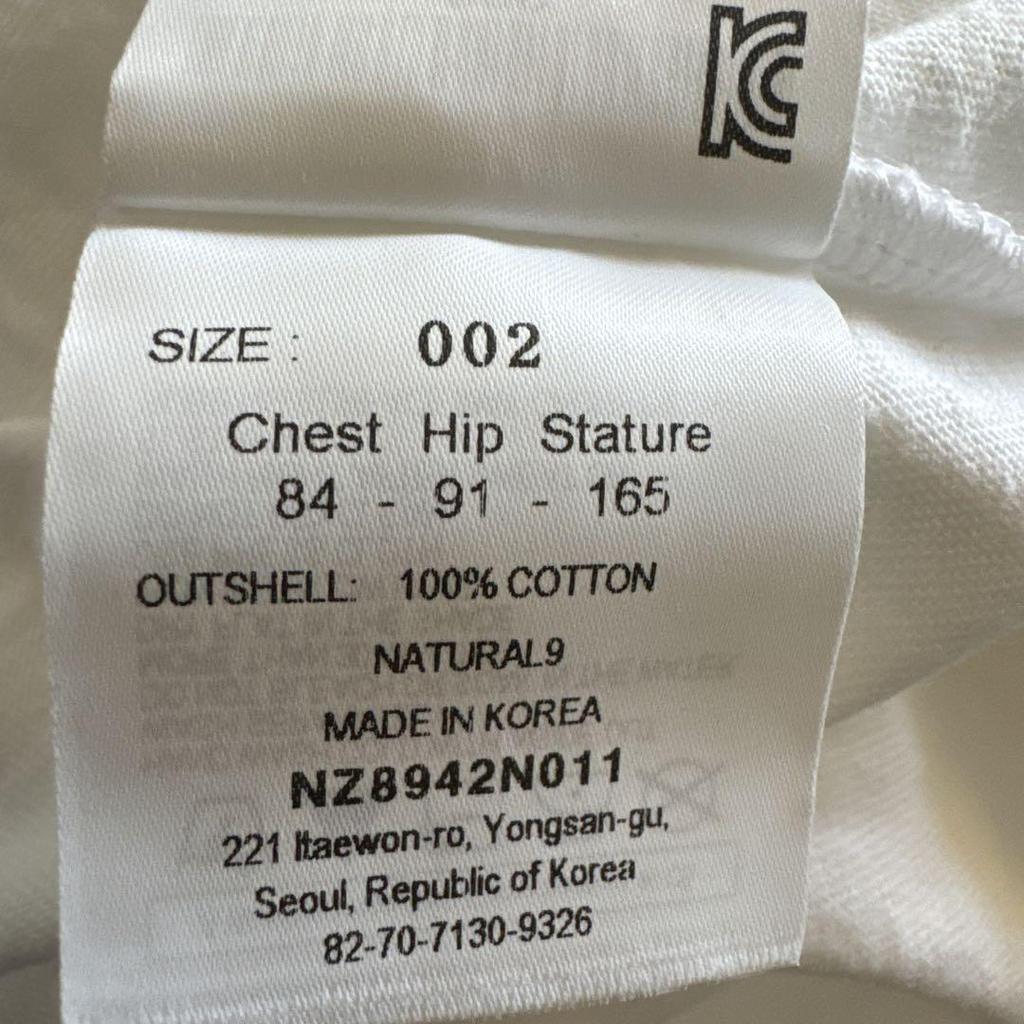 KC
SIZE : 002
Chest Hip Stature
84 - 91 - 165
OUTSHELL: 100% COTTON
NATURAL9
MADE IN KOREA
NZ8942N011
221 Itaewon-ro, Yongsan-gu,
Seoul, Republic of Korea
82-70-7130-9326